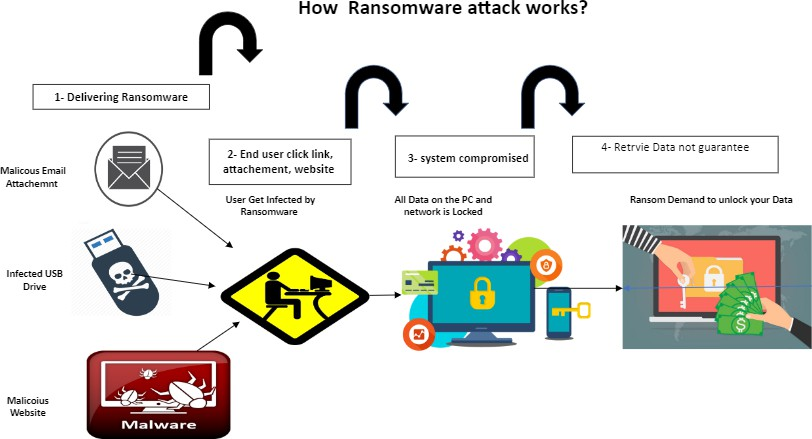 How Ransomware attack works?
1- Delivering Ransomware
2- End user click link,
attachement, website
3- system compromised
4- Retrvie Data not guarantee
Malicous Email
Attachemnt
User Get Infected by
Ransomware
All Data on the PC and
network is Locked
Ransom Demand to unlock your Data
Infected USB
Drive
Malicoius
Website
Malware